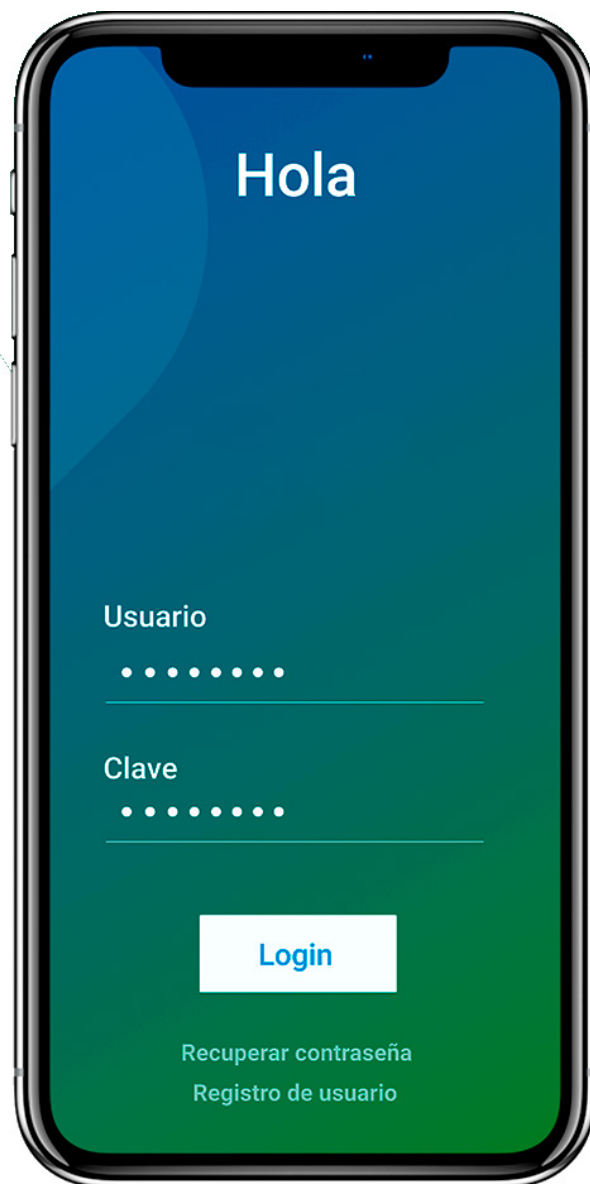 Hola
Usuario
••••••••
Clave
••••••••
Login
Recuperar contraseña
Registro de usuario